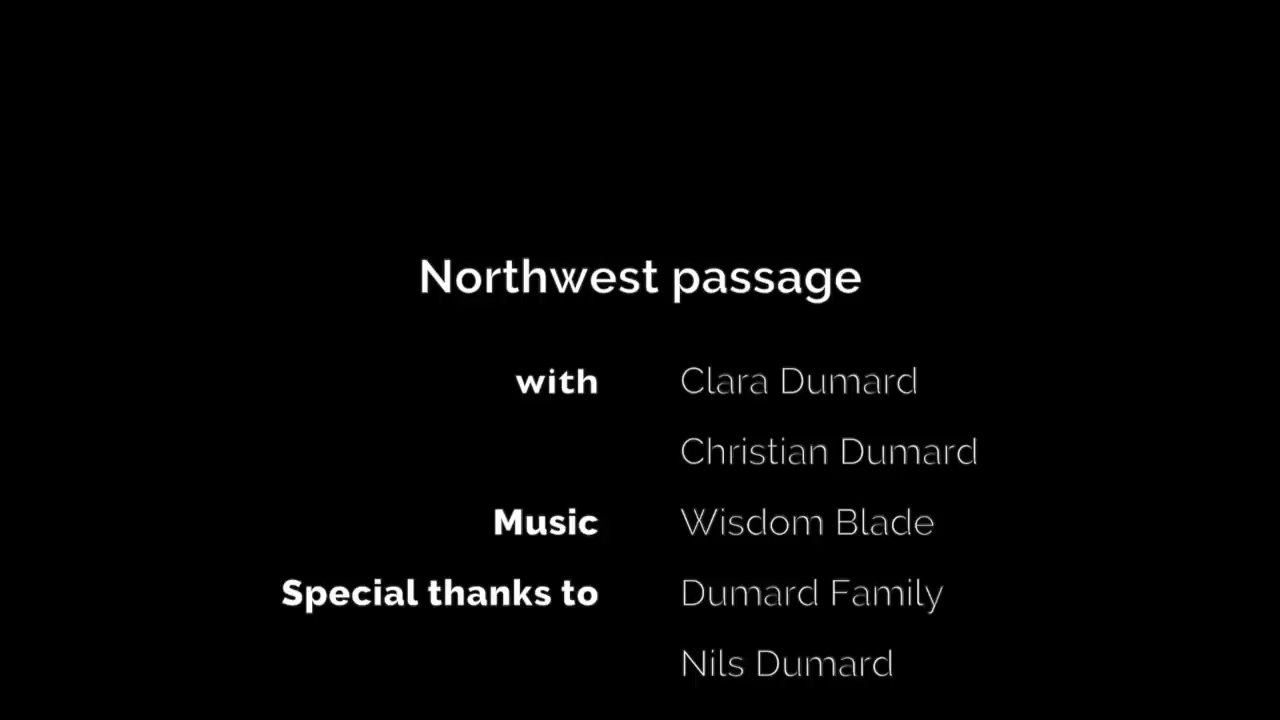 Northwest passage
with Clara Dumard
Christian Dumard
Music Wisdom Blade
Special thanks to Dumard Family
Nils Dumard